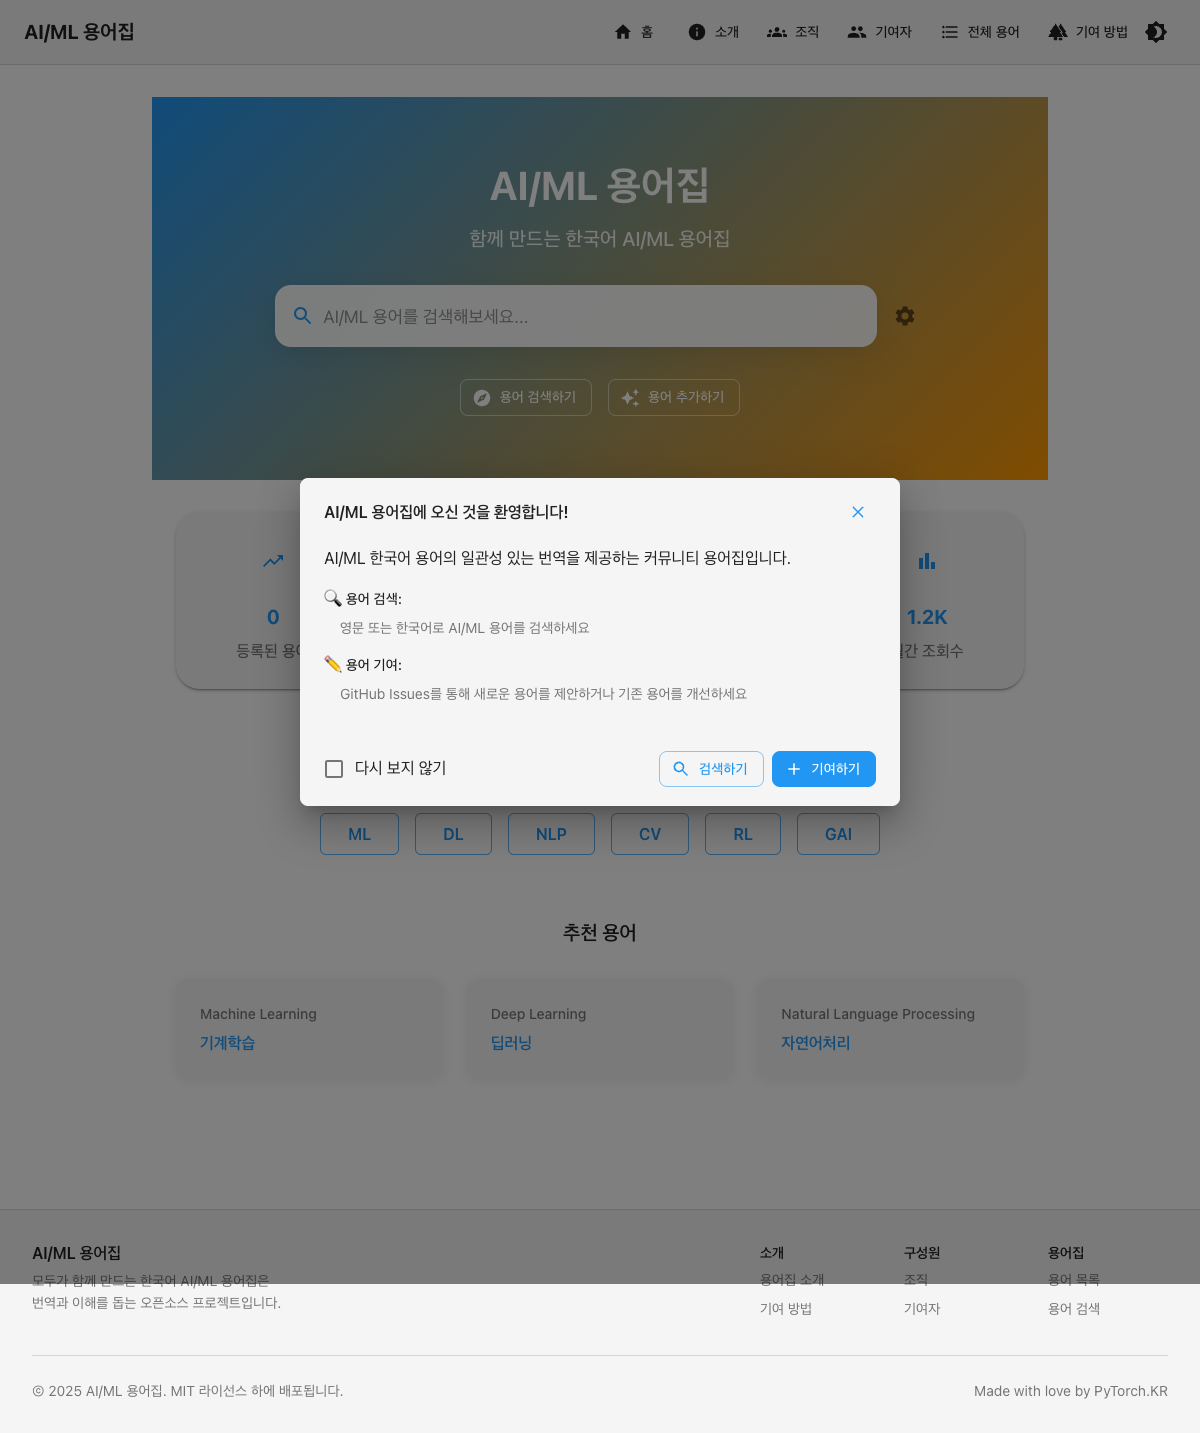 AI/ML 용어집
홈
소개
조직
기여자
전체 용어
기여 방법
AI/ML 용어집
함께 만드는 한국어 AI/ML 용어집
AI/ML 용어를 검색해보세요...
용어 검색하기
용어 추가하기
0
등록된
1.2K
조회수
AI/ML 용어집에 오신 것을 환영합니다!
AI/ML 한국어 용어의 일관성 있는 번역을 제공하는 커뮤니티 용어집입니다.
🔍 용어 검색:
영문 또는 한국어로 AI/ML 용어를 검색하세요
✏️ 용어 기여:
GitHub Issues를 통해 새로운 용어를 제안하거나 기존 용어를 개선하세요
다시 보지 않기
검색하기
기여하기
ML
DL
NLP
CV
RL
GAI
추천 용어
Machine Learning
기계학습
Deep Learning
딥러닝
Natural Language Processing
자연어처리
AI/ML 용어집
모두가 함께 만드는 한국어 AI/ML 용어집은
번역과 이해를 돕는 오픈소스 프로젝트입니다.
소개
용어집 소개
기여 방법
구성원
조직
기여자
용어집
용어 목록
용어 검색
© 2025 AI/ML 용어집. MIT 라이선스 하에 배포됩니다.
Made with love by PyTorch.KR